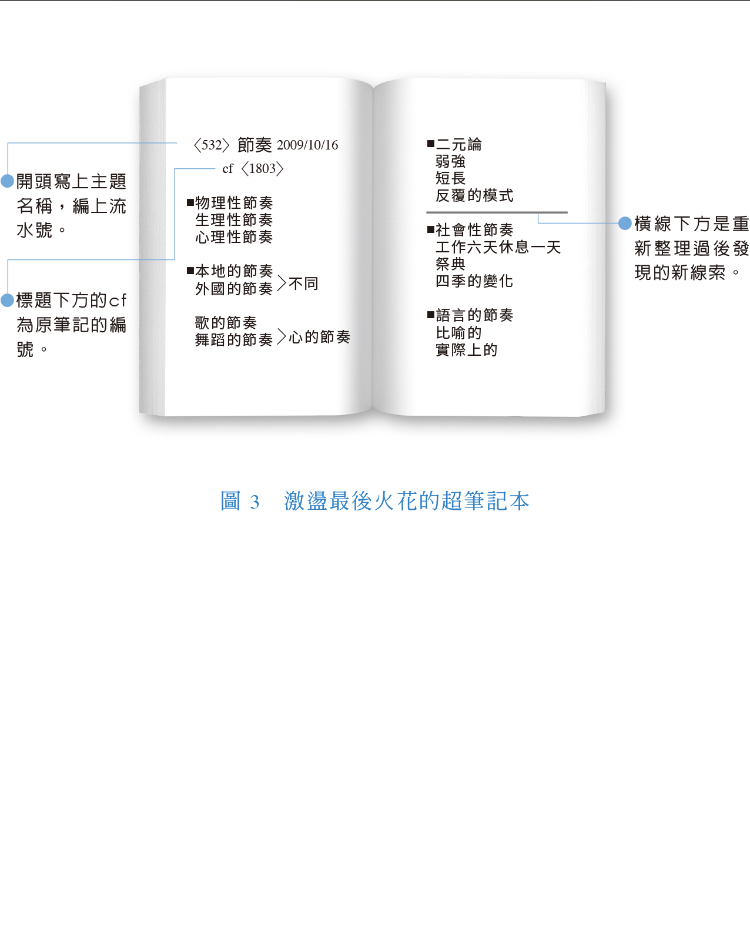 〈532〉節奏 2009/10/16
cf〈1803〉
■物理性節奏
生理性節奏
心理性節奏
■本地的節奏
外國的節奏
〉不同
歌的節奏
舞蹈的節奏
〉心的節奏
■二元論
弱強
短長
反覆的模式
■社會性節奏
工作六天休息一天
祭典
四季的變化
■語言的節奏
比喻的
實際上的
開頭寫上主題
名稱，編上流
水號。
標題下方的cf
為原筆記的編
號。
橫線下方是重
新整理過後發
現的新線索。
圖 3　激盪最後火花的超筆記本